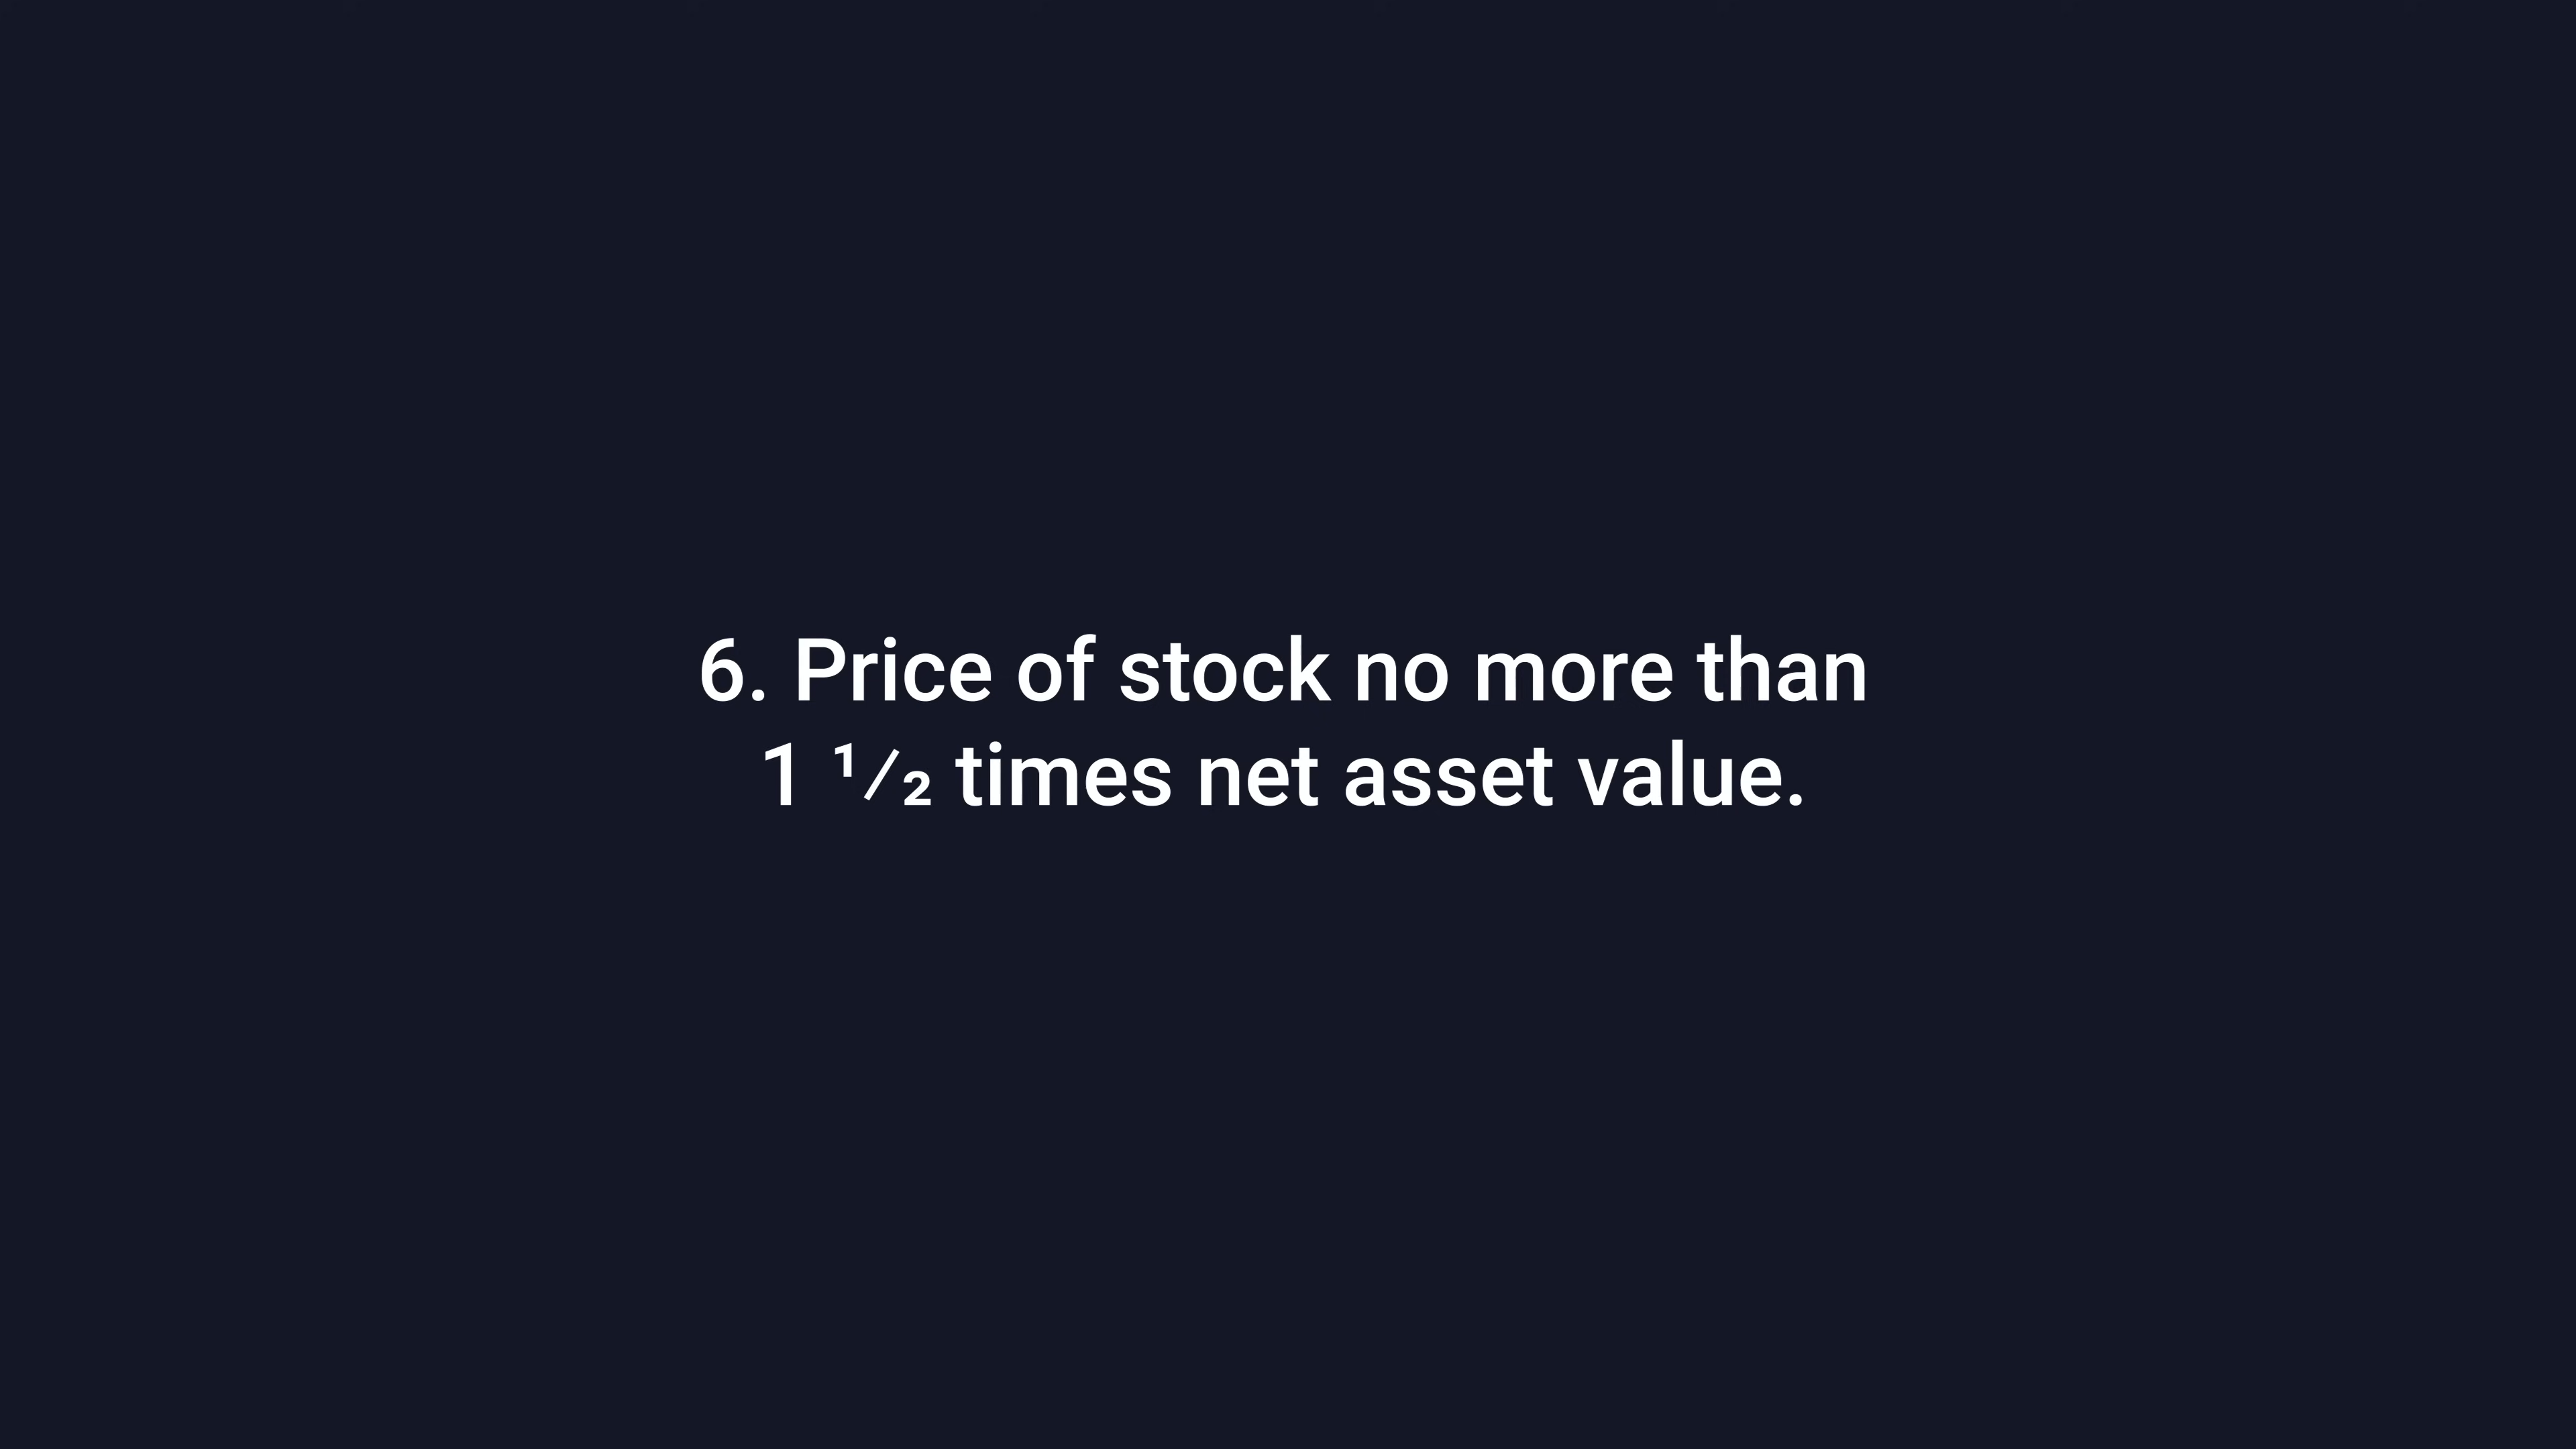 6. Price of stock no more than
1 ½ times net asset value.